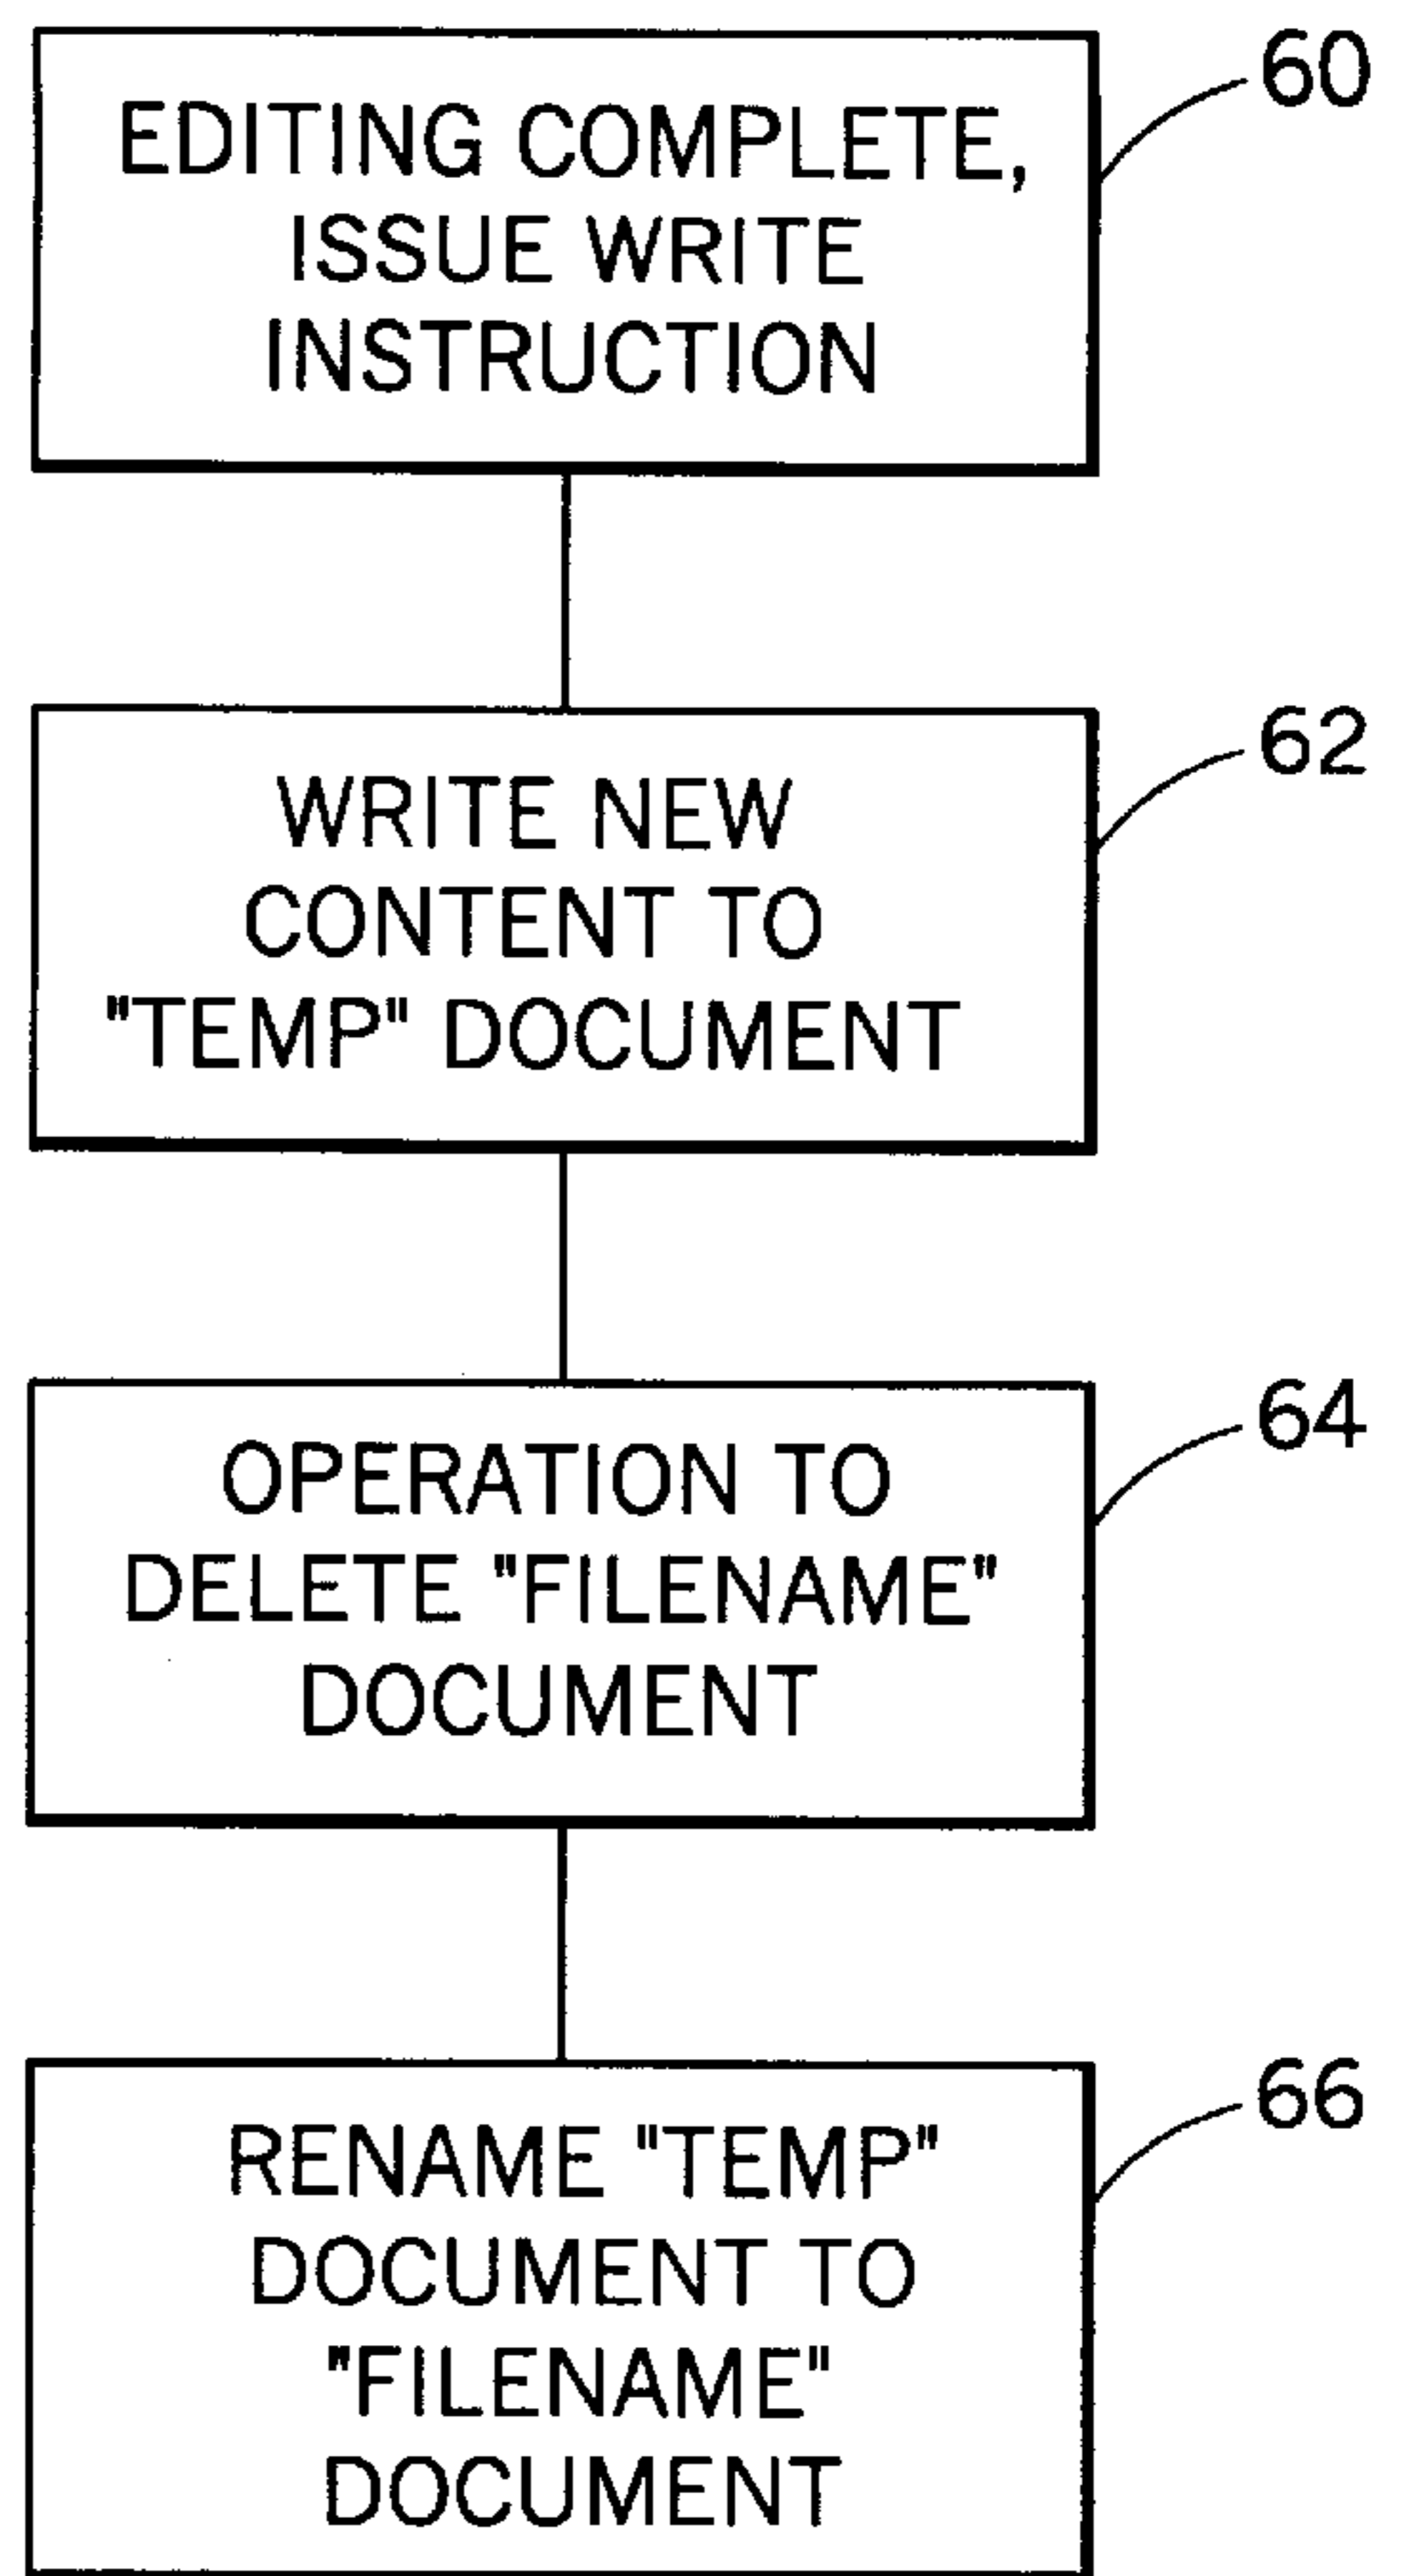 EDITING COMPLETE,
ISSUE WRITE
INSTRUCTION
60
WRITE NEW
CONTENT TO
"TEMP" DOCUMENT
62
OPERATION TO
DELETE "FILENAME"
DOCUMENT
64
RENAME "TEMP"
DOCUMENT TO
"FILENAME"
DOCUMENT
66